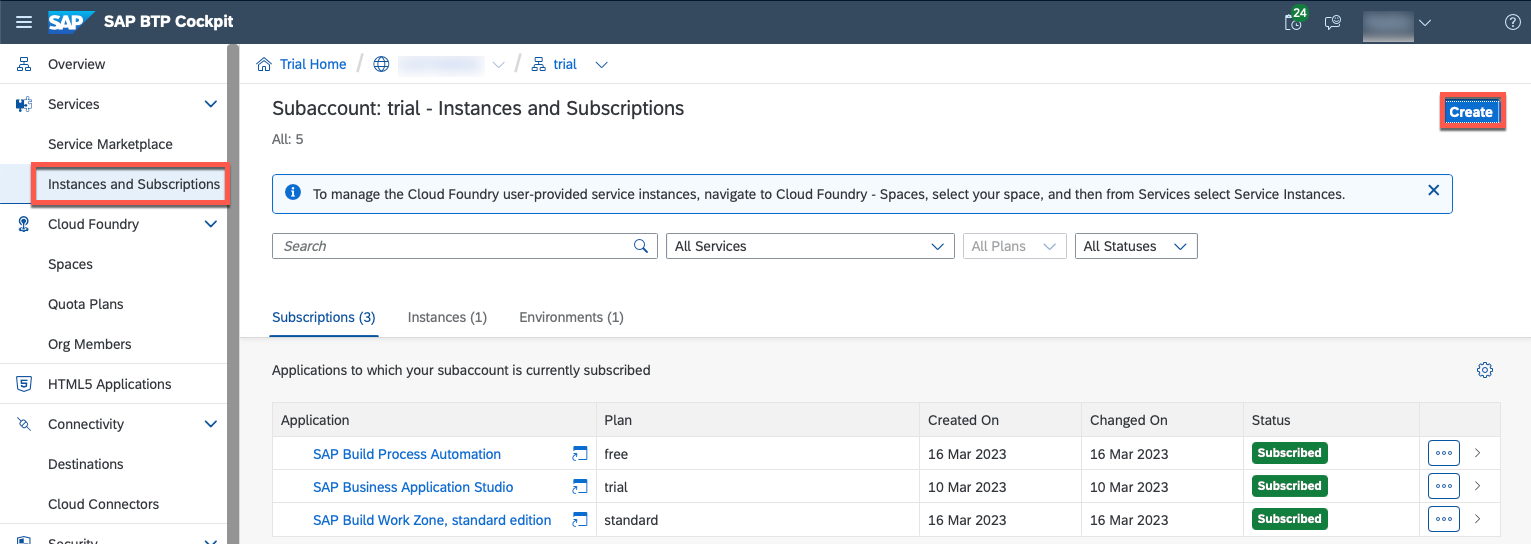 SAP SAP BTP Cockpit 24
Overview
Services
Service Marketplace
Instances and Subscriptions
Cloud Foundry
Spaces
Quota Plans
Org Members
HTML5 Applications
Connectivity
Destinations
Cloud Connectors
Security
Trial Home / / trial
Subaccount: trial - Instances and Subscriptions
Create
All: 5
To manage the Cloud Foundry user-provided service instances, navigate to Cloud Foundry - Spaces, select your space, and then from Services select Service Instances.
Search All Services All Plans All Statuses
Subscriptions (3) Instances (1) Environments (1)
Applications to which your subaccount is currently subscribed
Application Plan Created On Changed On Status
SAP Build Process Automation free 16 Mar 2023 16 Mar 2023 Subscribed
SAP Business Application Studio trial 10 Mar 2023 10 Mar 2023 Subscribed
SAP Build Work Zone, standard edition standard 16 Mar 2023 16 Mar 2023 Subscribed